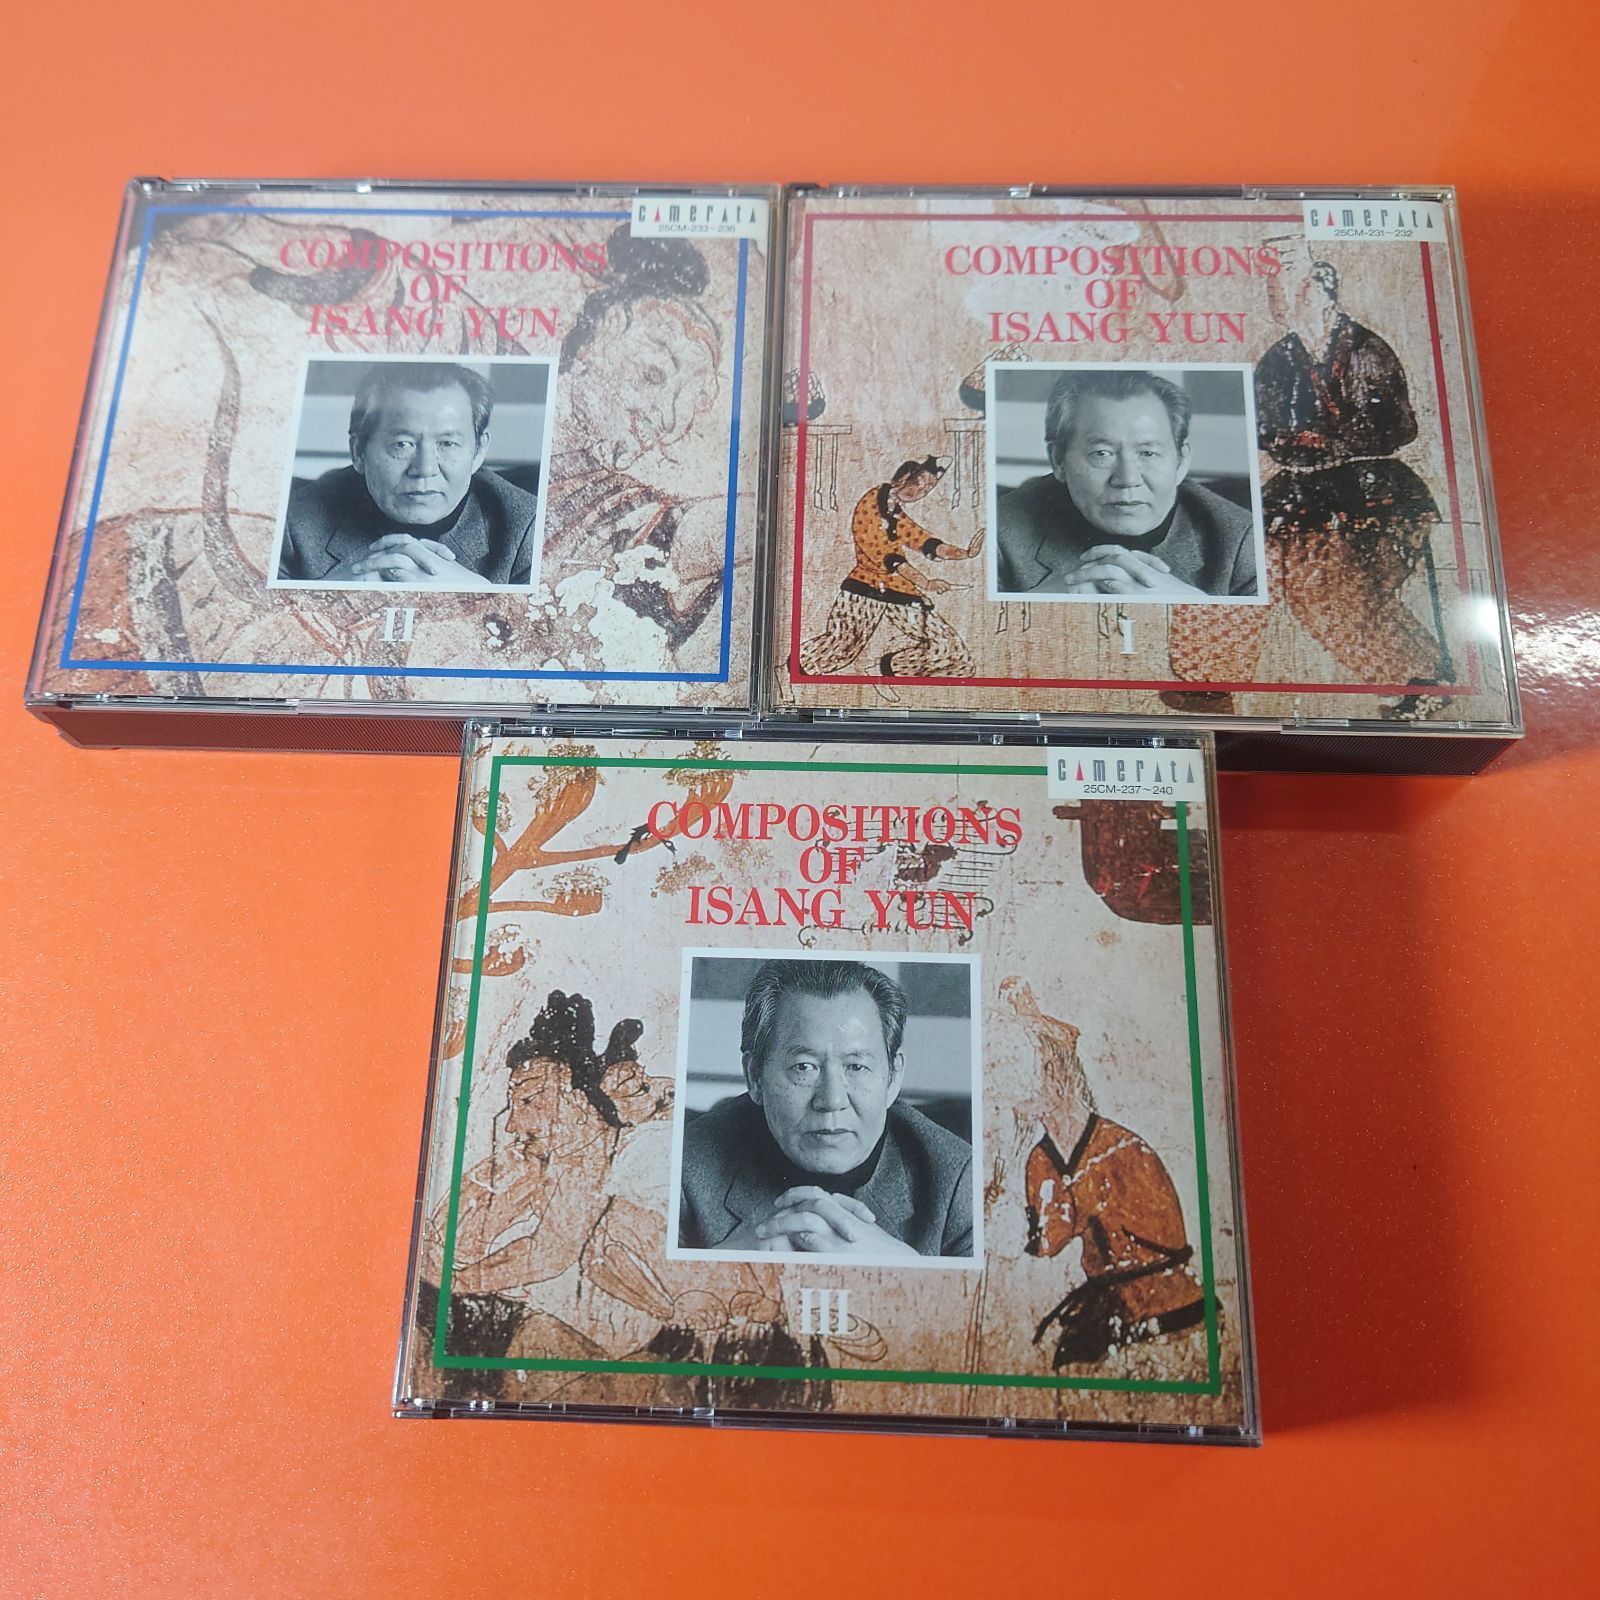 camerata
25CM-233~236
COMPOSITIONS
OF
ISANG YUN
II
camerata
25CM-231~232
COMPOSITIONS
OF
ISANG YUN
I
camerata
25CM-237~240
COMPOSITIONS
OF
ISANG YUN
III